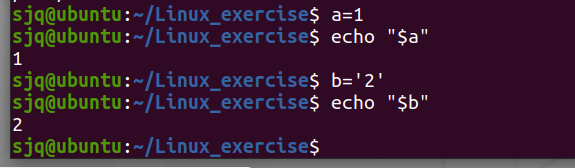 sjq@ubuntu:~/Linux_exercise$ a=1
sjq@ubuntu:~/Linux_exercise$ echo "$a"
1
sjq@ubuntu:~/Linux_exercise$ b='2'
sjq@ubuntu:~/Linux_exercise$ echo "$b"
2
sjq@ubuntu:~/Linux_exercise$